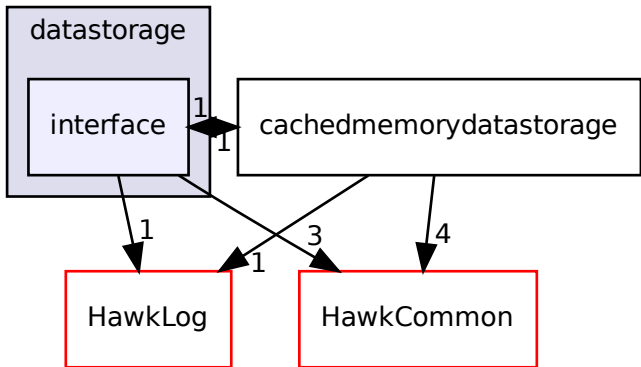 datastorage
interface
1
1
cachedmemorydatastorage
1
3
1
4
HawkLog
HawkCommon